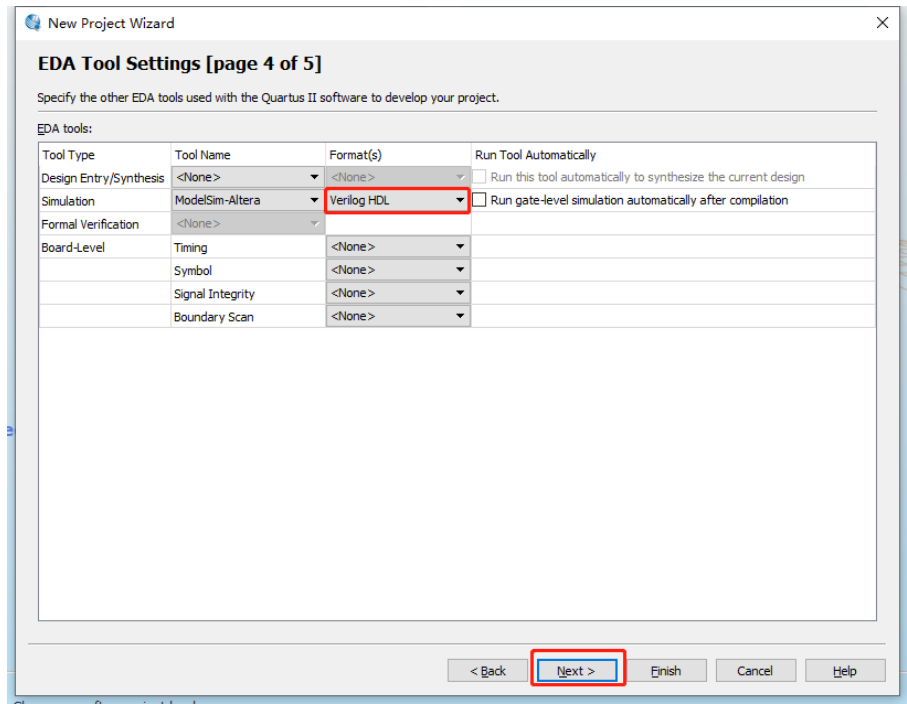 New Project Wizard
EDA Tool Settings [page 4 of 5]
Specify the other EDA tools used with the Quartus II software to develop your project.
EDA tools:
Tool Type Tool Name Format(s) Run Tool Automatically
Design Entry/Synthesis <None> <None> Run this tool automatically to synthesize the current design
Simulation ModelSim-Altera Verilog HDL Run gate-level simulation automatically after compilation
Formal Verification <None>
Board-Level Timing <None>
Symbol <None>
Signal Integrity <None>
Boundary Scan <None>
< Back Next > Finish Cancel Help